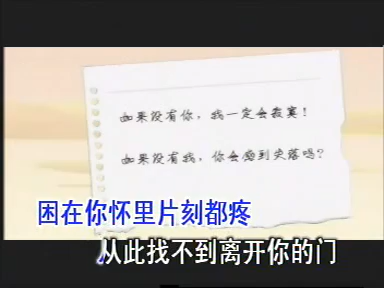 如果没有你，我一定会寂寞！
如果没有我，你会感到失落吗？
困在你怀里片刻都疼
从此找不到离开你的门